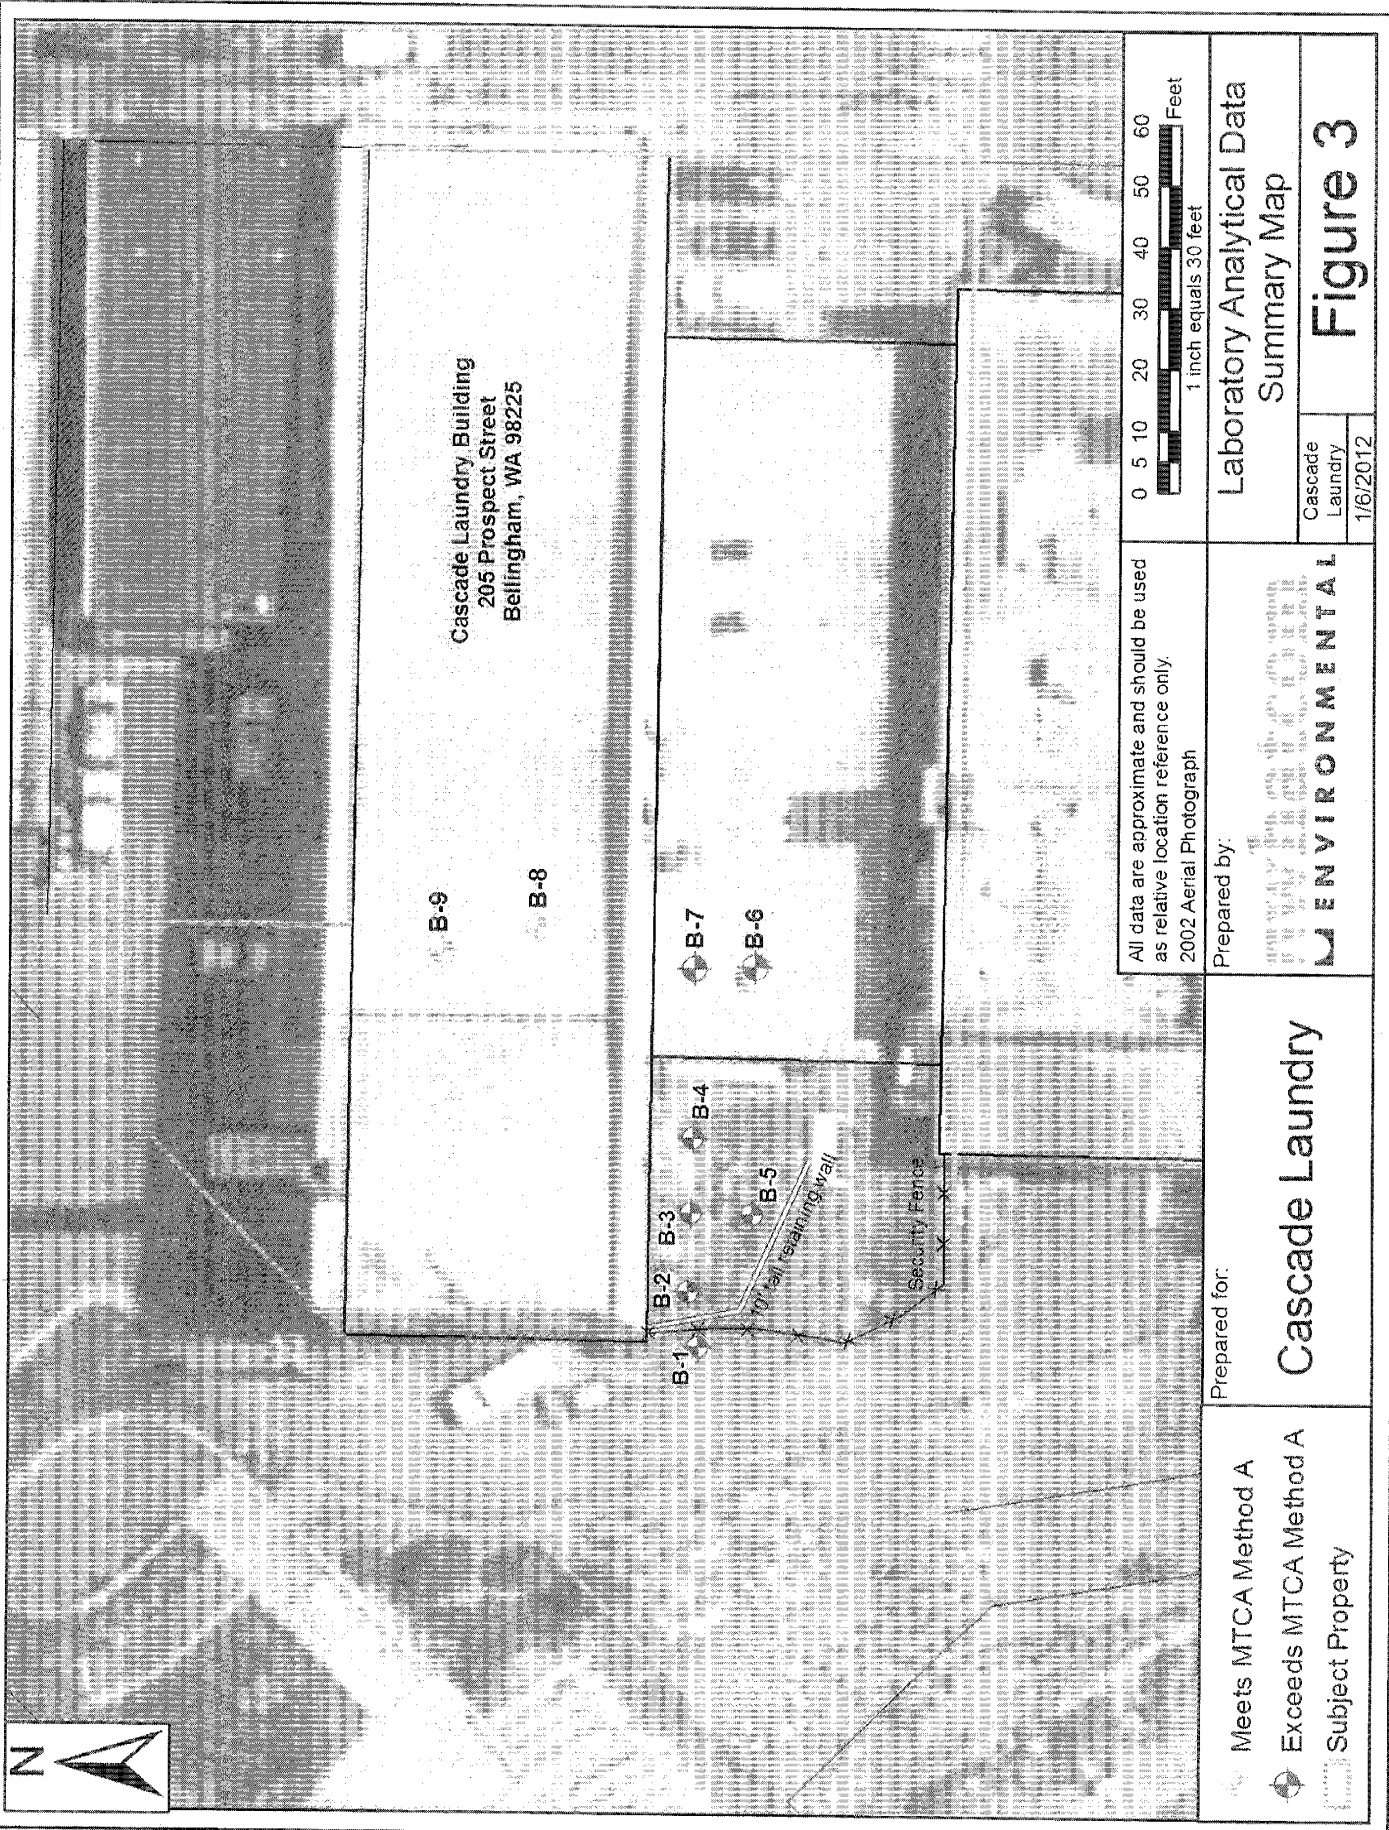 N
Cascade Laundry Building
205 Prospect Street
Bellingham, WA 98225
B-9
B-8
B-7
B-6
B-4
B-3
B-5
B-2
B-1
10' tall retaining wall
Security Fence
Meets MTCA Method A
Exceeds MTCA Method A
Subject Property
Prepared for:
Cascade Laundry
All data are approximate and should be used
as relative location reference only.
2002 Aerial Photograph
Prepared by:
ENVIRONMENTAL
0 5 10 20 30 40 50 60
Feet
1 inch equals 30 feet
Laboratory Analytical Data
Summary Map
Cascade
Laundry
1/6/2012
Figure 3